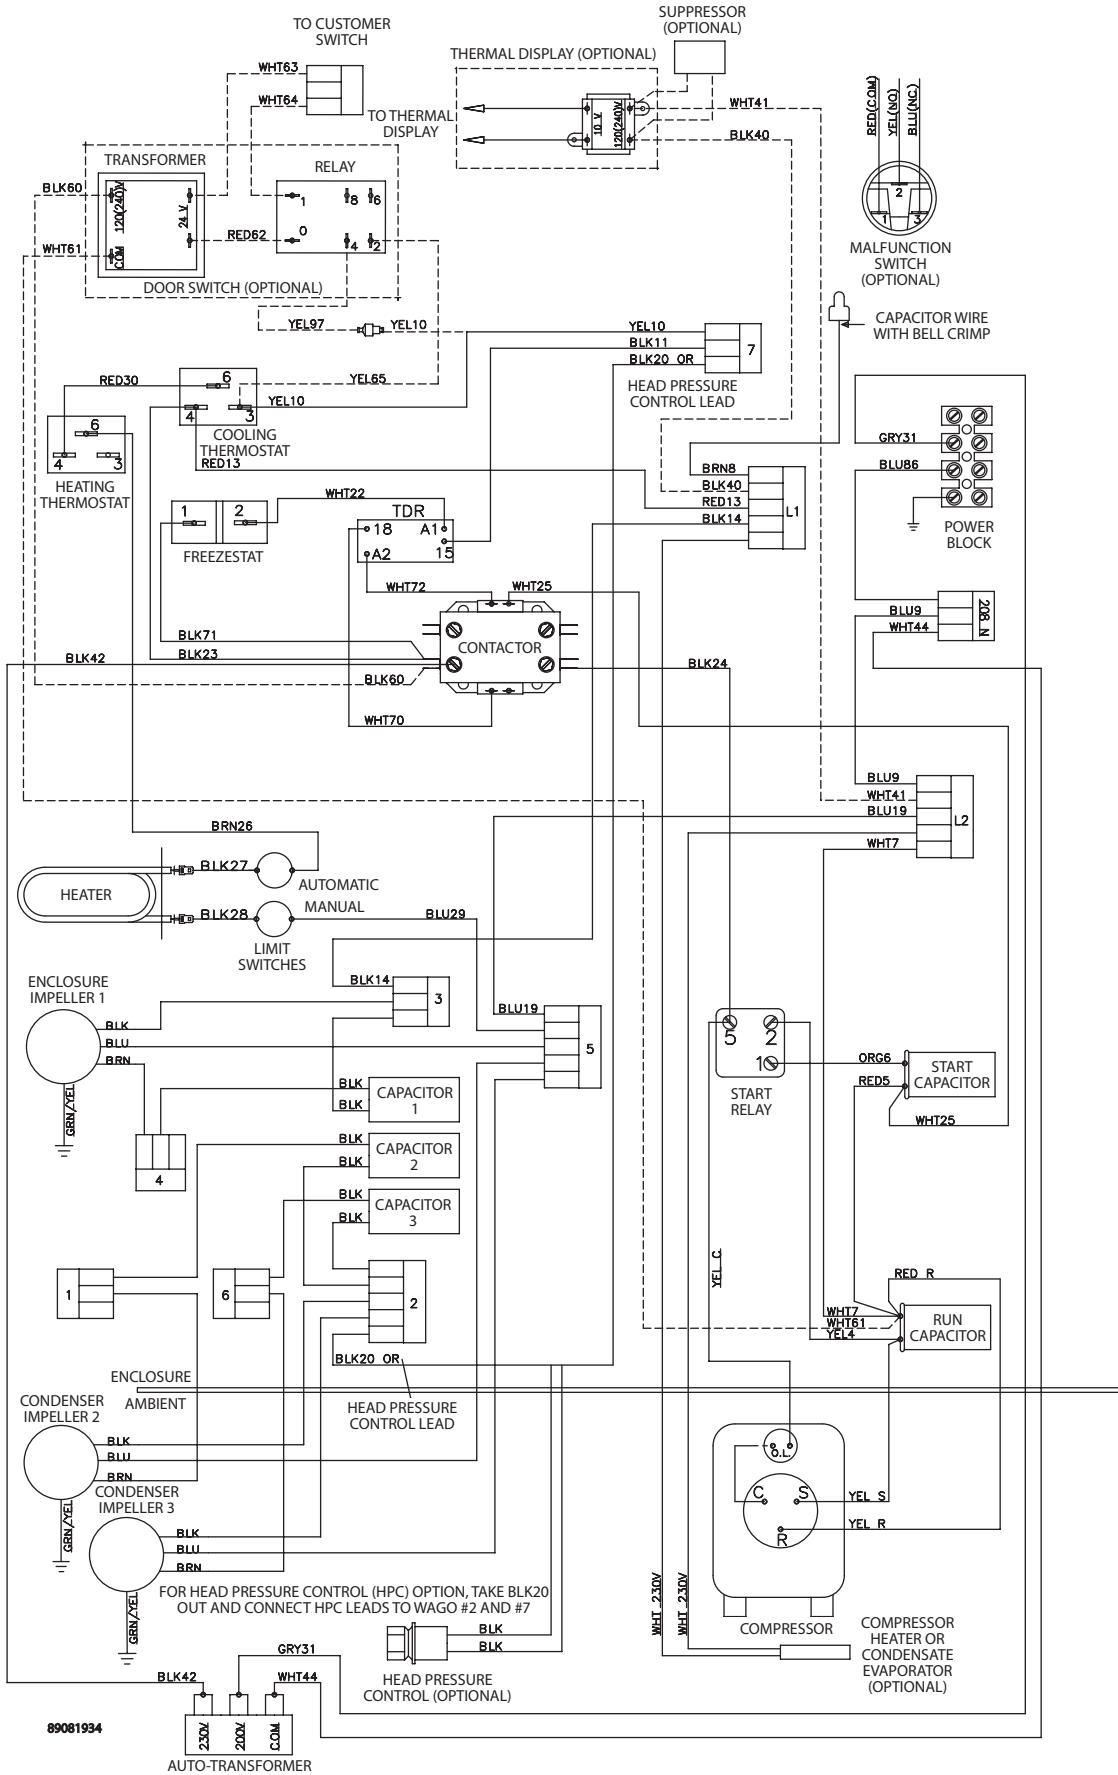 TO CUSTOMER
SWITCH
SUPPRESSOR
(OPTIONAL)
THERMAL DISPLAY (OPTIONAL)
WHT63
WHT64
TO THERMAL
DISPLAY
10 V
120(240)V
WHT41
BLK40
RED(COM)
YEL(NO)
BLU(NC)
1
2
3
MALFUNCTION
SWITCH
(OPTIONAL)
TRANSFORMER
RELAY
BLK60
120(240)V
24 V
COM
1
8
6
0
4
2
RED62
WHT61
DOOR SWITCH (OPTIONAL)
YEL97
YEL10
YEL10
BLK11
BLK20 OR
7
HEAD PRESSURE
CONTROL LEAD
CAPACITOR WIRE
WITH BELL CRIMP
RED30
6
4
3
YEL65
YEL10
COOLING
THERMOSTAT
RED13
6
4
3
HEATING
THERMOSTAT
GRY31
BLU86
POWER
BLOCK
BRN8
BLK40
RED13
BLK14
L1
WHT22
1
2
FREEZESTAT
TDR
18
A1
A2
15
WHT72
WHT25
CONTACTOR
BLK71
BLK23
BLK42
BLK60
WHT70
BLK24
BLU9
WHT44
208 N
BLU9
WHT41
BLU19
WHT7
L2
BRN26
HEATER
BLK27
AUTOMATIC
MANUAL
BLK28
BLU29
LIMIT
SWITCHES
ENCLOSURE
IMPELLER 1
BLK14
3
BLK
BLU
BRN
GRN/YEL
BLU19
5
5
2
1
START
RELAY
ORG6
RED5
START
CAPACITOR
WHT25
BLK
BLK
CAPACITOR
1
4
BLK
BLK
CAPACITOR
2
BLK
BLK
CAPACITOR
3
1
6
2
YEL C
RED R
WHT7
WHT61
YEL4
RUN
CAPACITOR
BLK20 OR
ENCLOSURE
AMBIENT
HEAD PRESSURE
CONTROL LEAD
CONDENSER
IMPELLER 2
BLK
BLU
BRN
GRN/YEL
CONDENSER
IMPELLER 3
BLK
BLU
BRN
GRN/YEL
O.L.
C
S
R
YEL S
YEL R
COMPRESSOR
WHT 230V
WHT 230V
COMPRESSOR
HEATER OR
CONDENSATE
EVAPORATOR
(OPTIONAL)
FOR HEAD PRESSURE CONTROL (HPC) OPTION, TAKE BLK20
OUT AND CONNECT HPC LEADS TO WAGO #2 AND #7
BLK
BLK
HEAD PRESSURE
CONTROL (OPTIONAL)
GRY31
BLK42
WHT44
230V
200V
COM
AUTO-TRANSFORMER
89081934